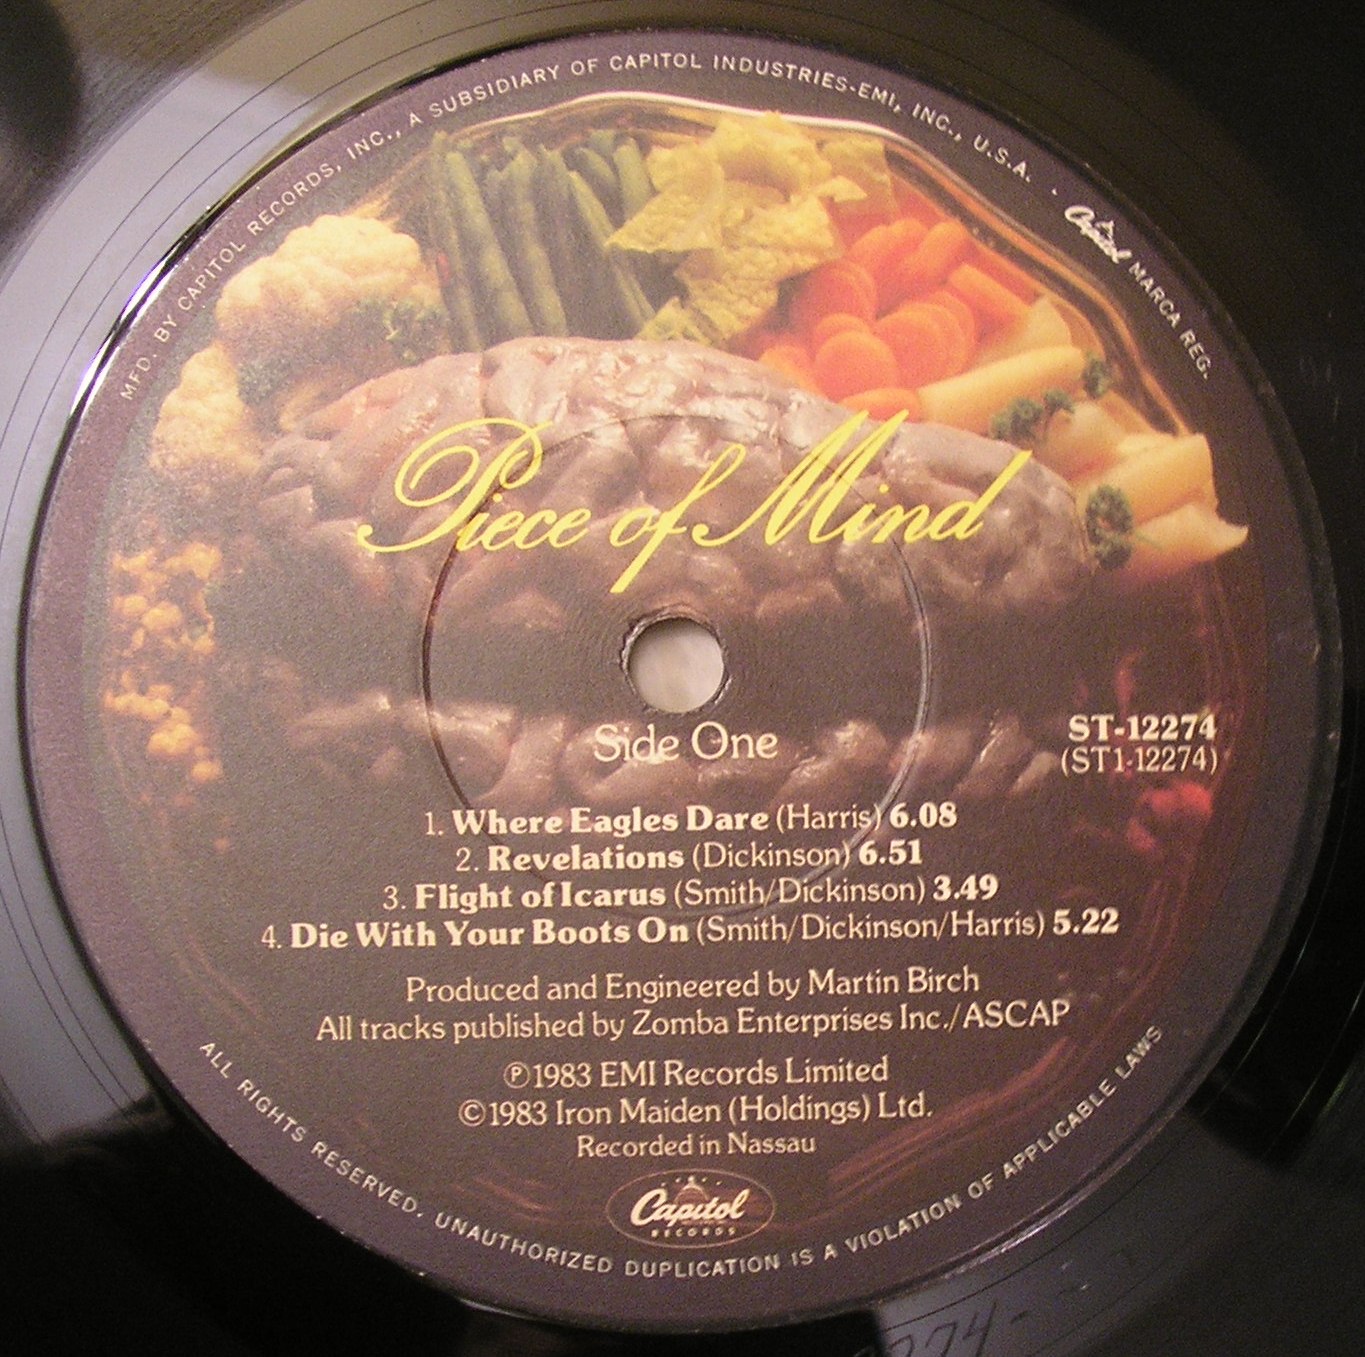 MFD. BY CAPITOL RECORDS, INC., A SUBSIDIARY OF CAPITOL INDUSTRIES-EMI, INC., U.S.A. · Capitol MARCA REG.
Piece of Mind
Side One
ST-12274
(ST1-12274)
1. Where Eagles Dare (Harris) 6.08
2. Revelations (Dickinson) 6.51
3. Flight of Icarus (Smith/Dickinson) 3.49
4. Die With Your Boots On (Smith/Dickinson/Harris) 5.22
Produced and Engineered by Martin Birch
All tracks published by Zomba Enterprises Inc./ASCAP
℗1983 EMI Records Limited
©1983 Iron Maiden (Holdings) Ltd.
Recorded in Nassau
Capitol
RECORDS
ALL RIGHTS RESERVED. UNAUTHORIZED DUPLICATION IS A VIOLATION OF APPLICABLE LAWS